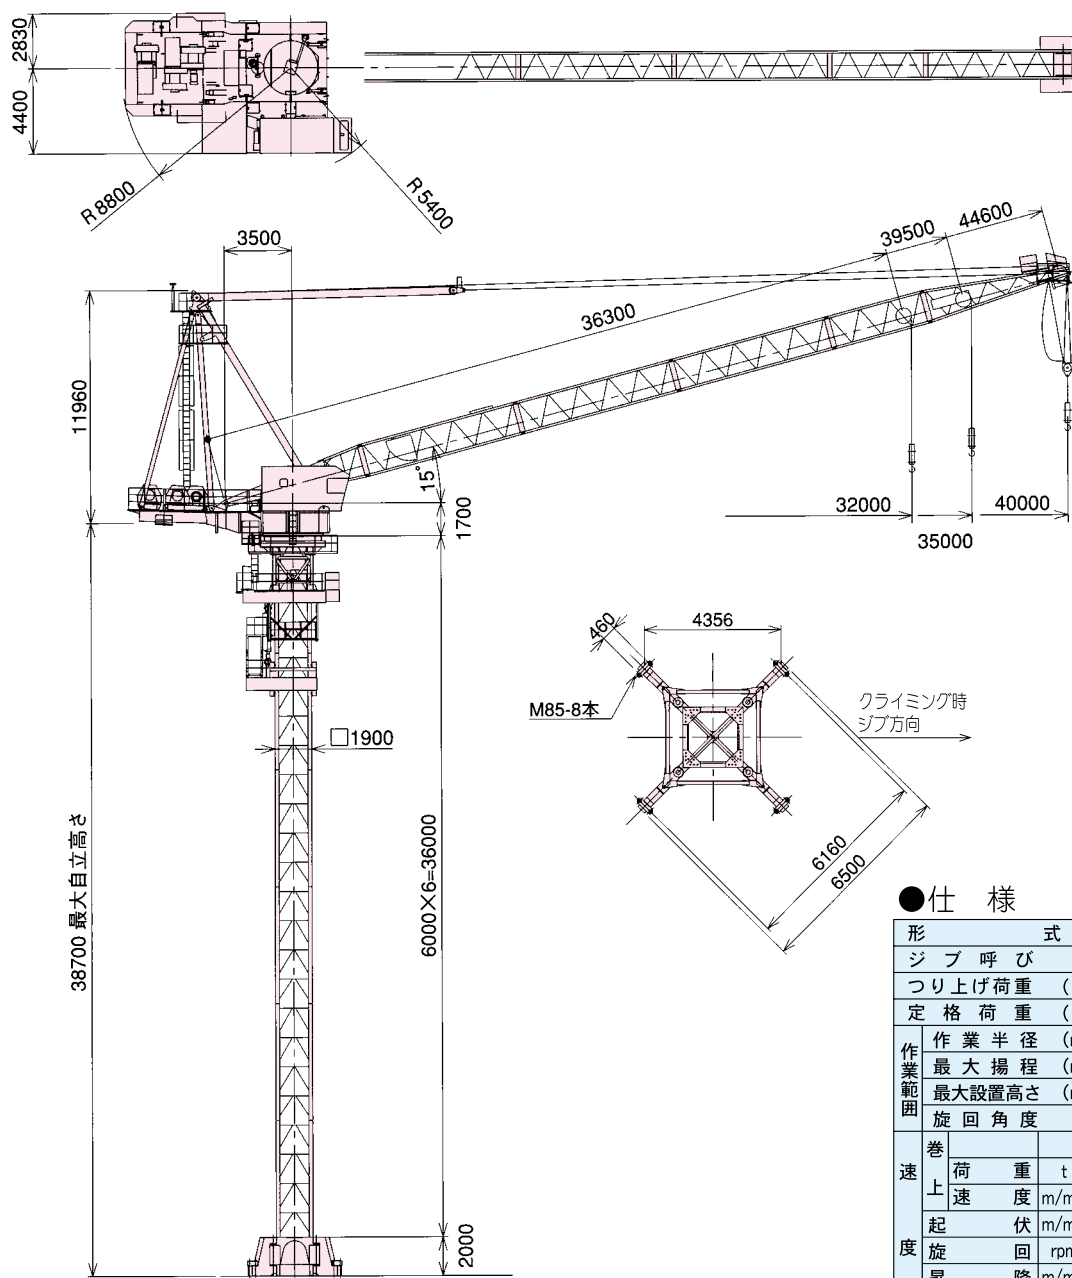 2830
4400
R8800
R5400
3500
39500
44600
36300
11960
15°
1700
32000
40000
35000
460
4356
M85-8本
クライミング時
ジブ方向
□1900
6160
6500
38700 最大自立高さ
6000×6=36000
2000
●仕 様
形 式
ジブ呼び
つり上げ荷重 (
定格荷重 (
作業範囲
作業半径 (m
最大揚程 (m
最大設置高さ (m
旋回角度
速度
巻上
荷重 t
速度 m/m
起伏 m/m
旋回 rpm
昇降 m/m